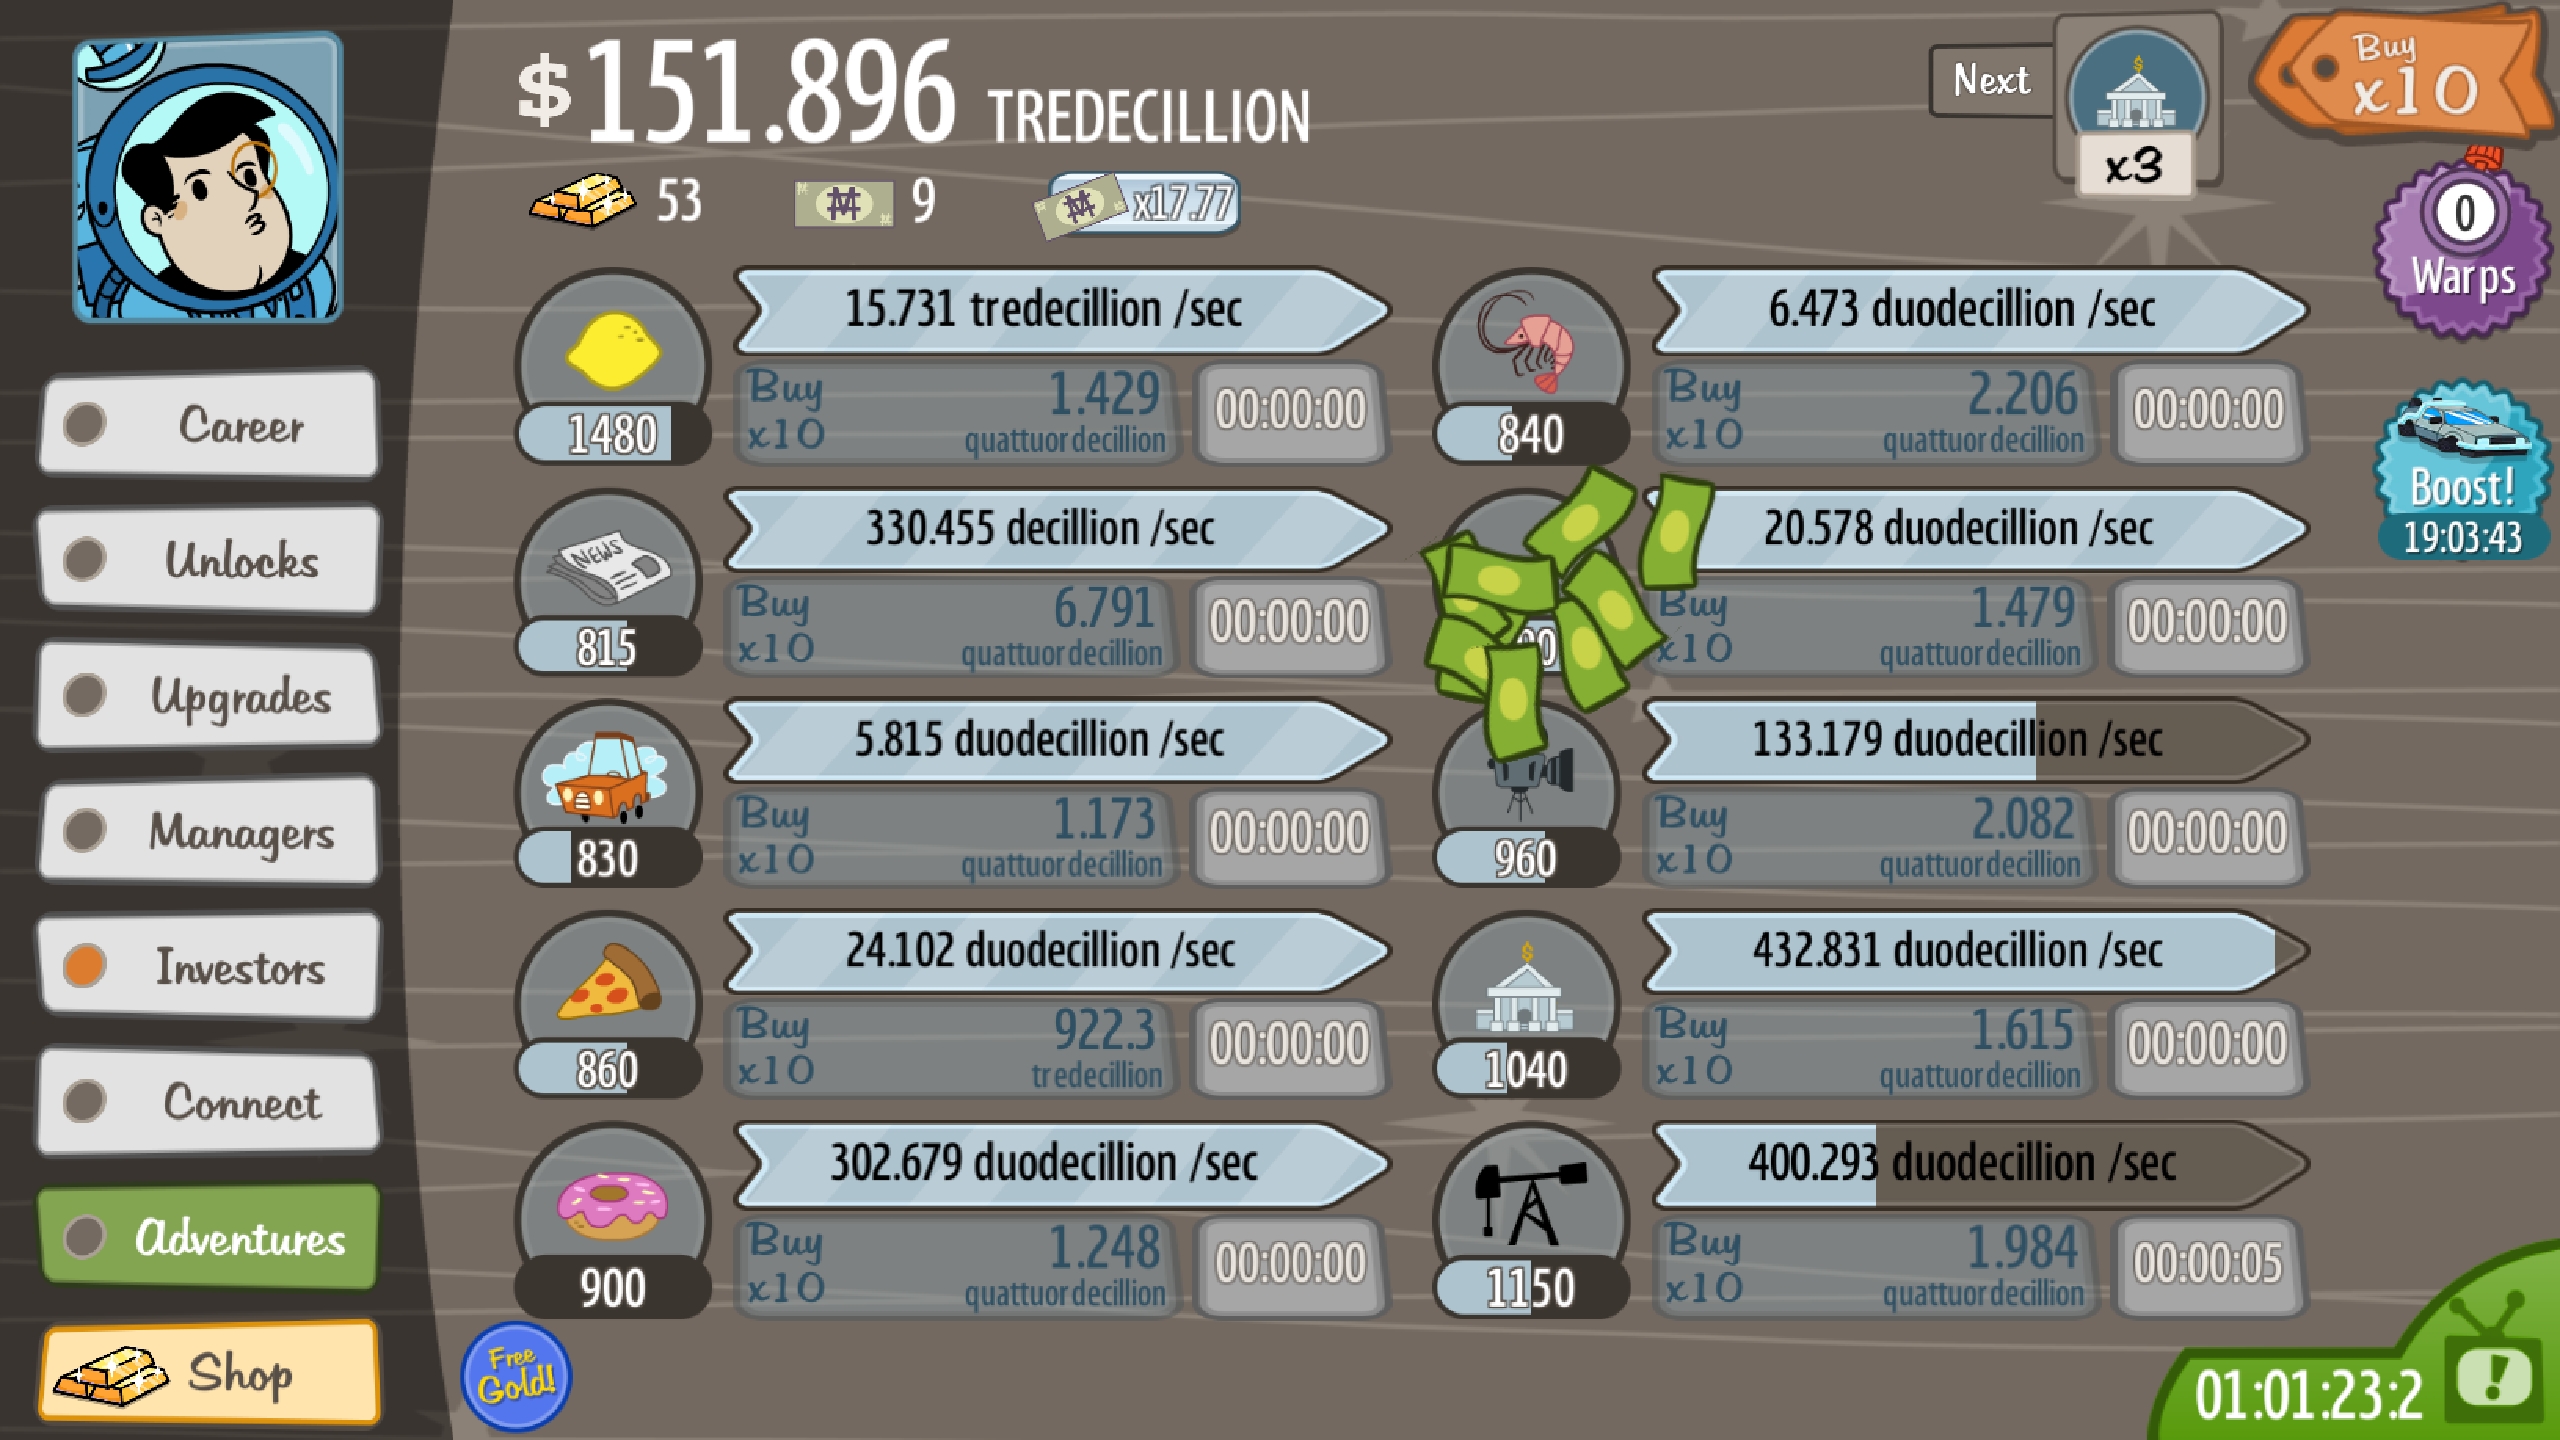 $151.896 TREDECILLION
53
9
x17.77
Next
x3
Buy
x10
0
Warps
Boost!
19:03:43
Career
Unlocks
Upgrades
Managers
Investors
Connect
Adventures
Shop
15.731 tredecillion /sec
1480
Buy
x10
1.429
quattuordecillion
00:00:00
6.473 duodecillion /sec
840
Buy
x10
2.206
quattuordecillion
00:00:00
NEWS
330.455 decillion /sec
815
Buy
x10
6.791
quattuordecillion
00:00:00
20.578 duodecillion /sec
Buy
x10
1.479
quattuordecillion
00:00:00
5.815 duodecillion /sec
830
Buy
x10
1.173
quattuordecillion
00:00:00
133.179 duodecillion /sec
960
Buy
x10
2.082
quattuordecillion
00:00:00
24.102 duodecillion /sec
860
Buy
x10
922.3
tredecillion
00:00:00
432.831 duodecillion /sec
1040
Buy
x10
1.615
quattuordecillion
00:00:00
302.679 duodecillion /sec
900
Buy
x10
1.248
quattuordecillion
00:00:00
400.293 duodecillion /sec
1150
Buy
x10
1.984
quattuordecillion
00:00:05
Free
Gold!
01:01:23:2